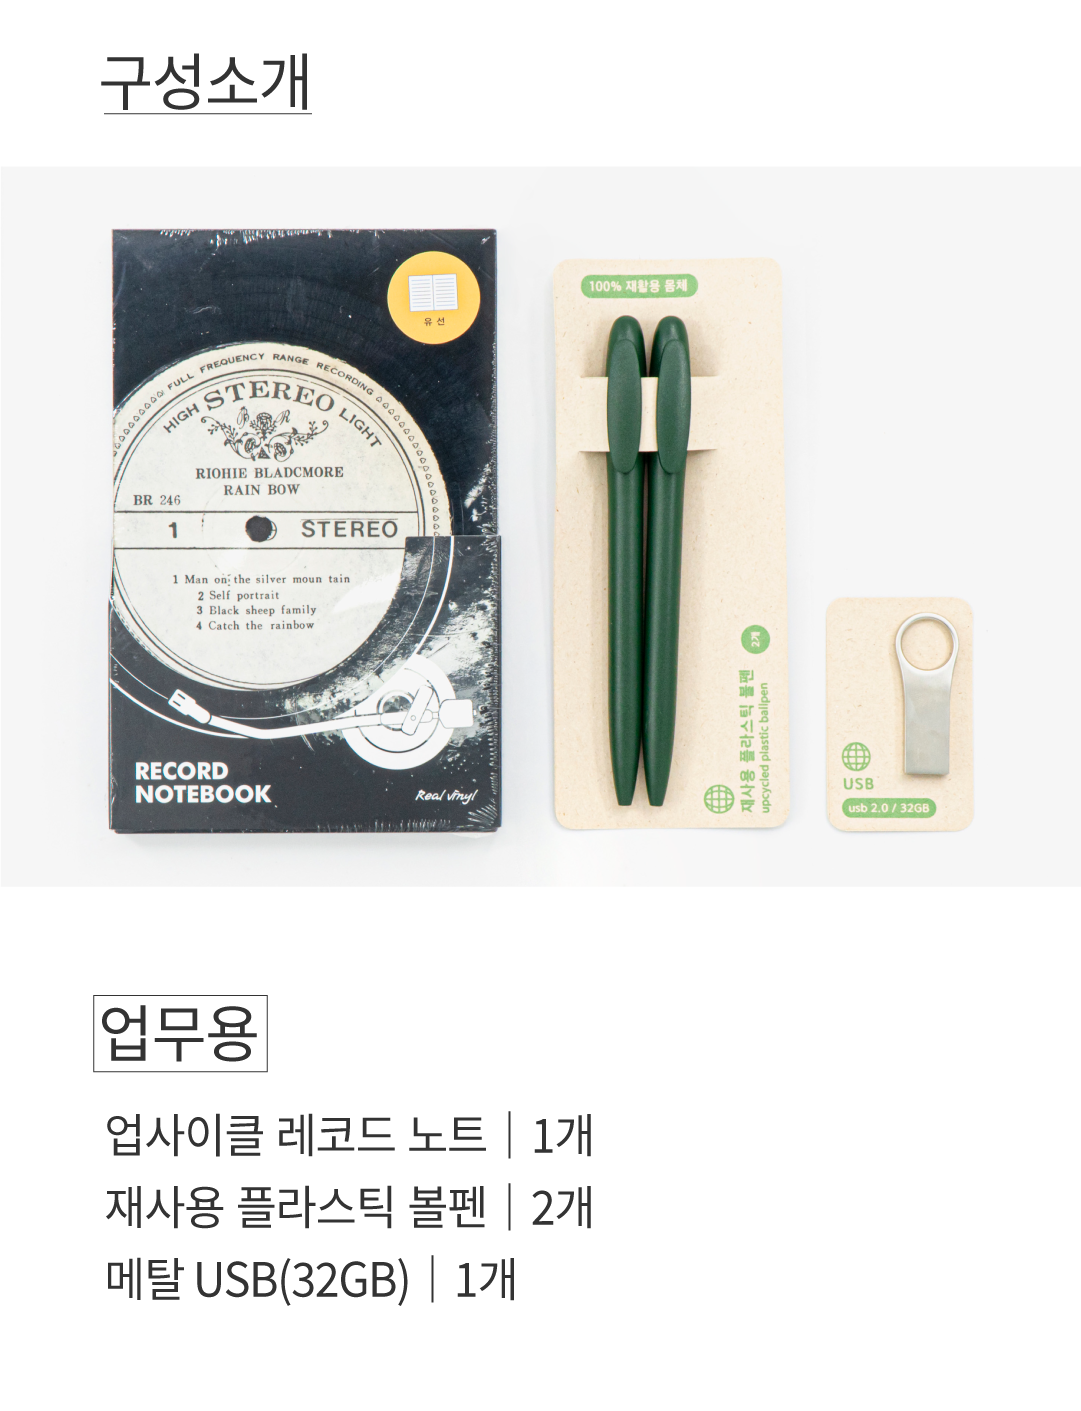 구성소개
유선
FULL FREQUENCY RANGE RECORDING
HIGH STEREO LIGHT
B R
RIOHIE BLADCMORE
RAIN BOW
BR 246
1 STEREO
1 Man on the silver moun tain
2 Self portrait
3 Black sheep family
4 Catch the rainbow
RECORD
NOTEBOOK
Real vinyl
100% 재활용 몸체
2개
재사용 플라스틱 볼펜
upcycled plastic ballpen
USB
usb 2.0 / 32GB
업무용
업사이클 레코드 노트 | 1개
재사용 플라스틱 볼펜 | 2개
메탈 USB(32GB) | 1개